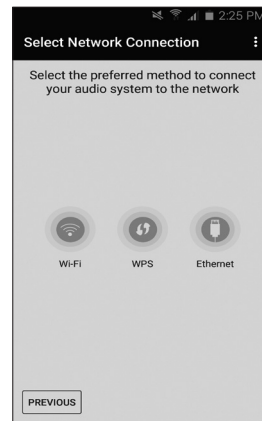 2:25 PM
Select Network Connection
Select the preferred method to connect
your audio system to the network
Wi-Fi WPS Ethernet
PREVIOUS